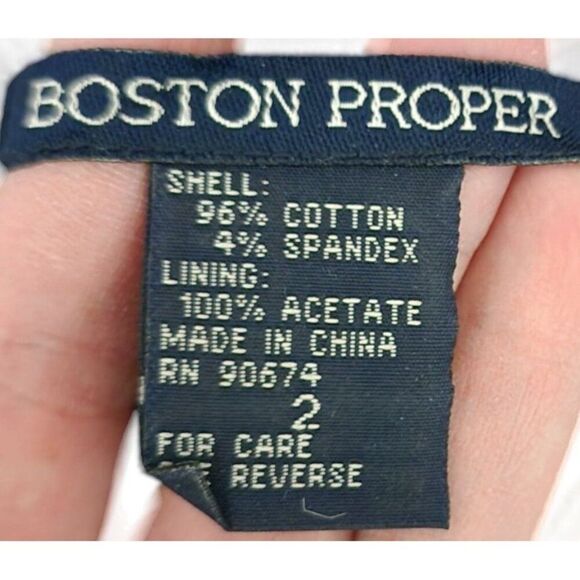 BOSTON PROPER
SHELL:
96% COTTON
4% SPANDEX
LINING:
100% ACETATE
MADE IN CHINA
RN 90674
2
FOR CARE
REVERSE